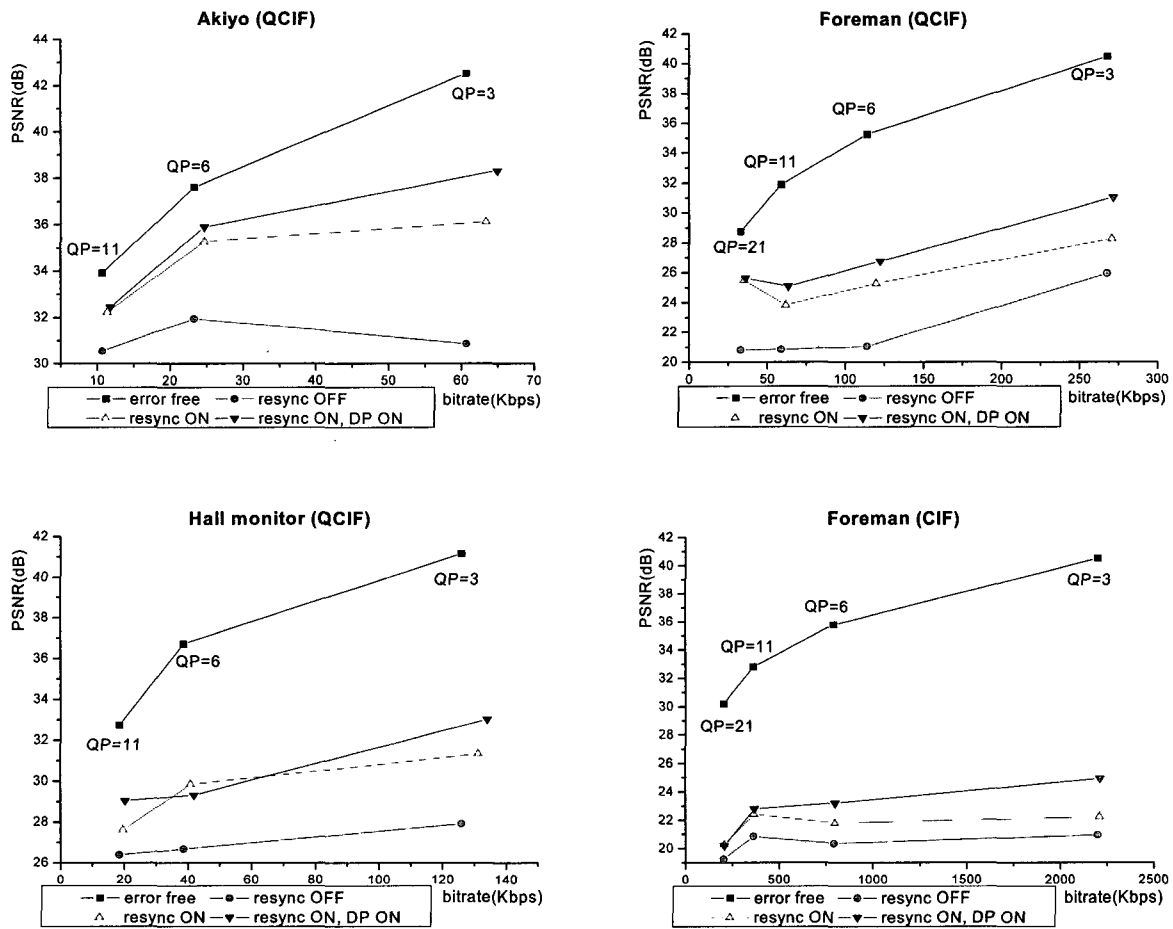 Akiyo (QCIF)
PSNR(dB)
44
42
40
38
36
34
32
30
QP=3
QP=6
QP=11
0 10 20 30 40 50 60 70
bitrate(Kbps)
error free resync OFF
resync ON resync ON, DP ON
Foreman (QCIF)
PSNR(dB)
42
40
38
36
34
32
30
28
26
24
22
20
QP=3
QP=6
QP=11
QP=21
0 50 100 150 200 250 300
bitrate(Kbps)
error free resync OFF
resync ON resync ON, DP ON
Hall monitor (QCIF)
PSNR(dB)
42
41
39
37
35
33
31
29
28
26
QP=3
QP=6
QP=11
0 20 40 60 80 100 120 140
bitrate(Kbps)
error free resync OFF
resync ON resync ON, DP ON
Foreman (CIF)
PSNR(dB)
42
40
38
36
34
32
30
28
26
24
22
20
QP=3
QP=6
QP=11
QP=21
0 500 1000 1500 2000 2500
bitrate(Kbps)
error free resync OFF
resync ON resync ON, DP ON